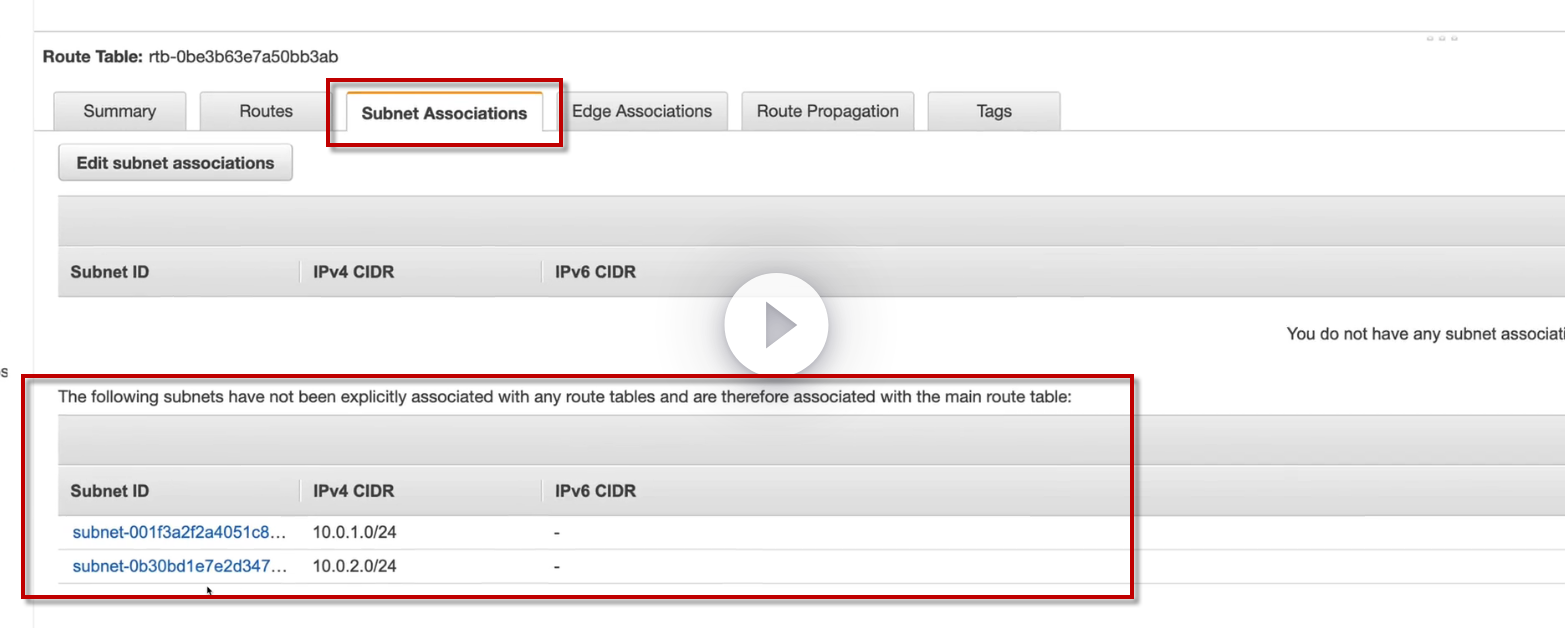 Route Table: rtb-0be3b63e7a50bb3ab
Summary Routes Subnet Associations Edge Associations Route Propagation Tags
Edit subnet associations
Subnet ID IPv4 CIDR IPv6 CIDR
You do not have any subnet associati
s
The following subnets have not been explicitly associated with any route tables and are therefore associated with the main route table:
Subnet ID IPv4 CIDR IPv6 CIDR
subnet-001f3a2f2a4051c8... 10.0.1.0/24 -
subnet-0b30bd1e7e2d347... 10.0.2.0/24 -